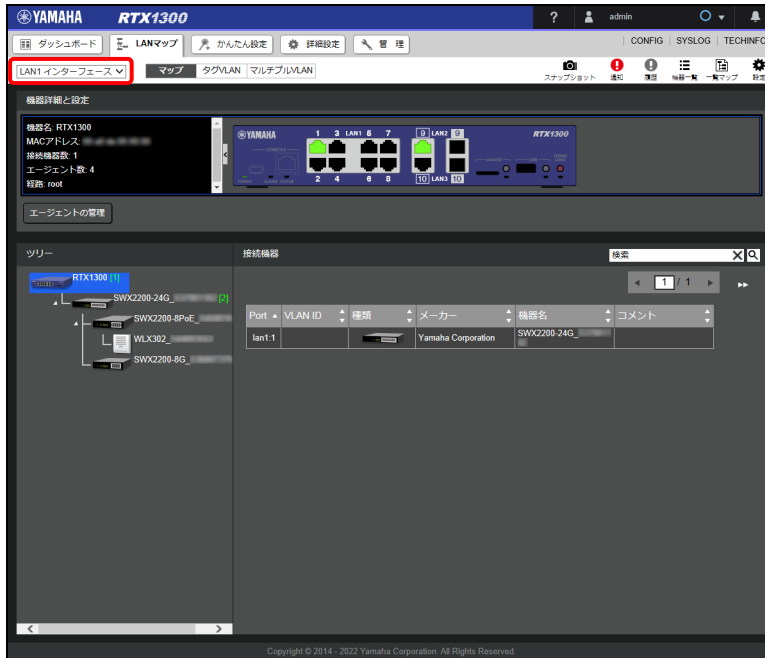 YAMAHA RTX1300 ? admin
ダッシュボード LANマップ かんたん設定 詳細設定 管 理 CONFIG SYSLOG TECHINFO
LAN1 インターフェース マップ タグVLAN マルチプルVLAN スナップショット 通知 履歴 機器一覧 一覧マップ 設定
機器詳細と設定
機器名: RTX1300
MACアドレス:
接続機器数: 1
エージェント数: 4
経路: root
YAMAHA 1 3 LAN1 5 7 9 LAN2 9 RTX1300
2 4 6 8 10 LAN3 10
エージェントの管理
ツリー 接続機器 検索
RTX1300 [1]
SWX2200-24G_ [2]
SWX2200-8PoE_
WLX302_
SWX2200-8G_
1 / 1
Port VLAN ID 種類 メーカー 機器名 コメント
lan1:1 Yamaha Corporation SWX2200-24G_
Copyright © 2014 - 2022 Yamaha Corporation. All Rights Reserved.